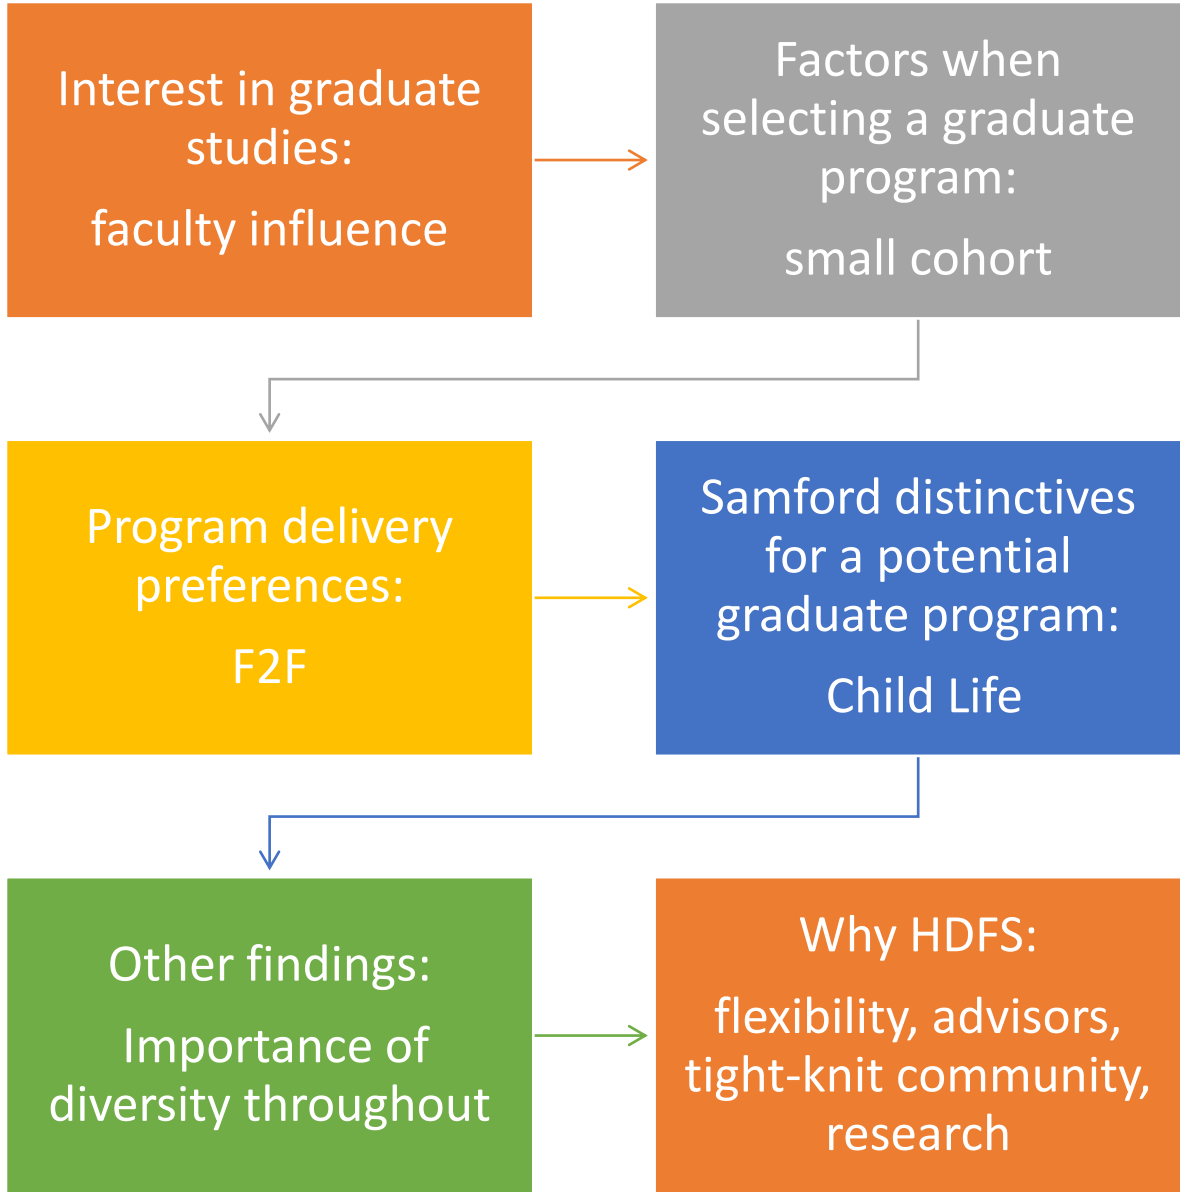 Interest in graduate
studies:
faculty influence
Factors when
selecting a graduate
program:
small cohort
Program delivery
preferences:
F2F
Samford distinctives
for a potential
graduate program:
Child Life
Other findings:
Importance of
diversity throughout
Why HDFS:
flexibility, advisors,
tight-knit community,
research